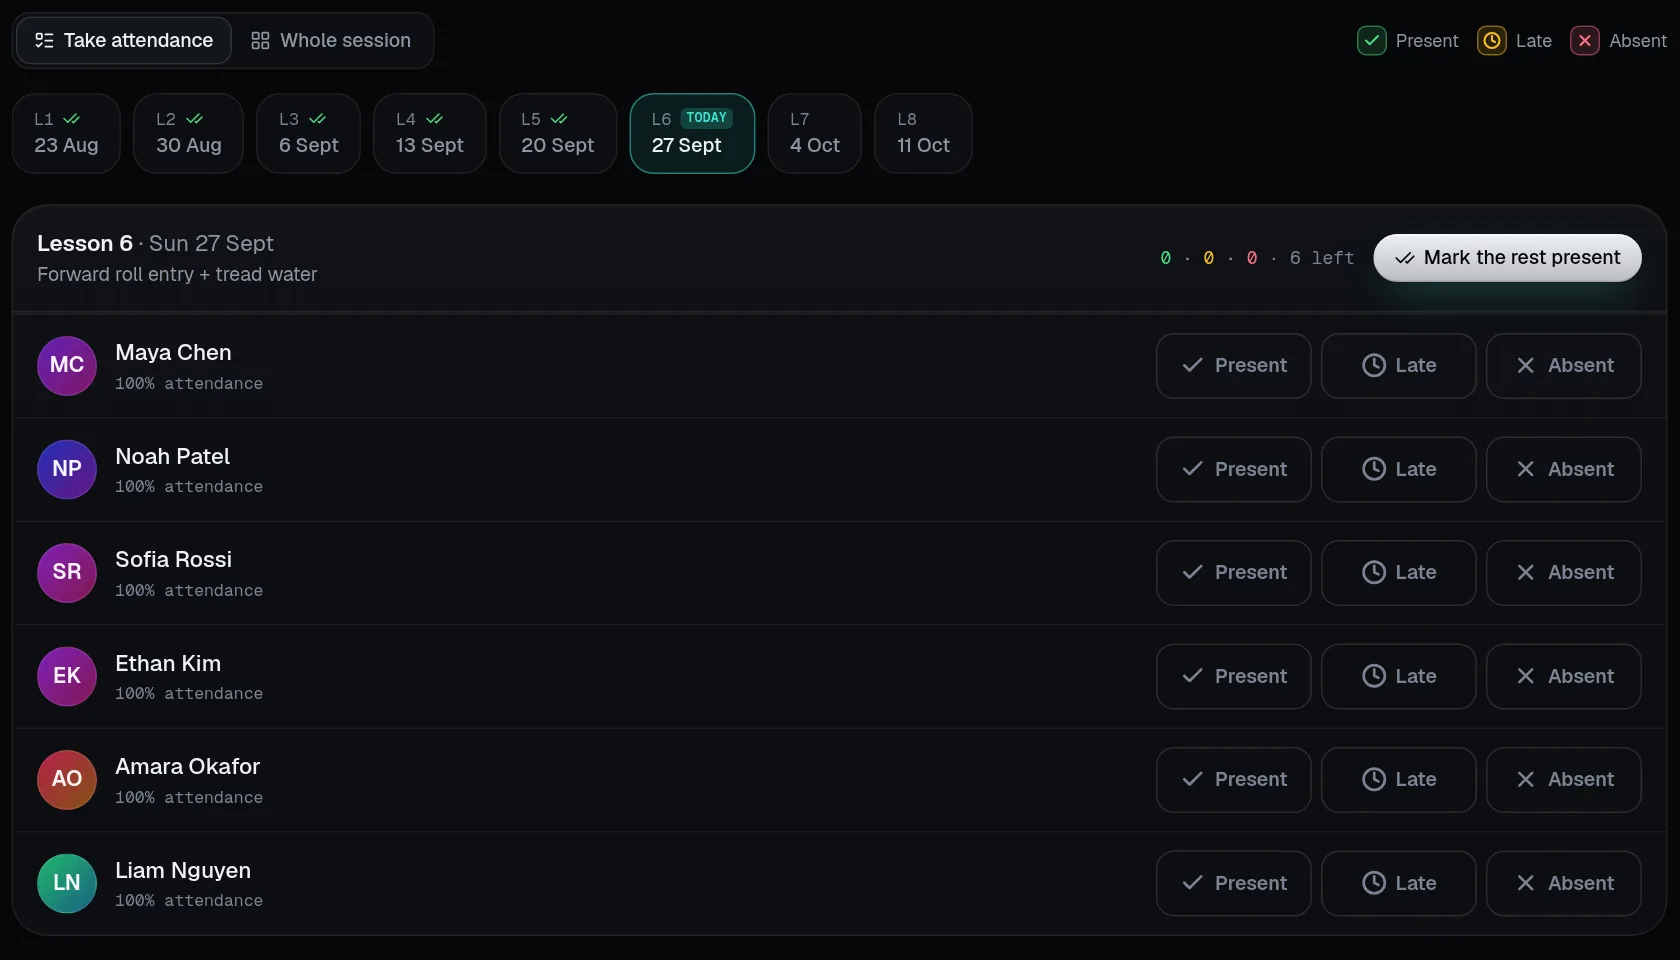 Take attendance
Whole session
Present
Late
Absent
L1
23 Aug
L2
30 Aug
L3
6 Sept
L4
13 Sept
L5
20 Sept
L6 TODAY
27 Sept
L7
4 Oct
L8
11 Oct
Lesson 6 · Sun 27 Sept
Forward roll entry + tread water
0 · 0 · 0 · 6 left
Mark the rest present
MC
Maya Chen
100% attendance
Present
Late
Absent
NP
Noah Patel
100% attendance
Present
Late
Absent
SR
Sofia Rossi
100% attendance
Present
Late
Absent
EK
Ethan Kim
100% attendance
Present
Late
Absent
AO
Amara Okafor
100% attendance
Present
Late
Absent
LN
Liam Nguyen
100% attendance
Present
Late
Absent